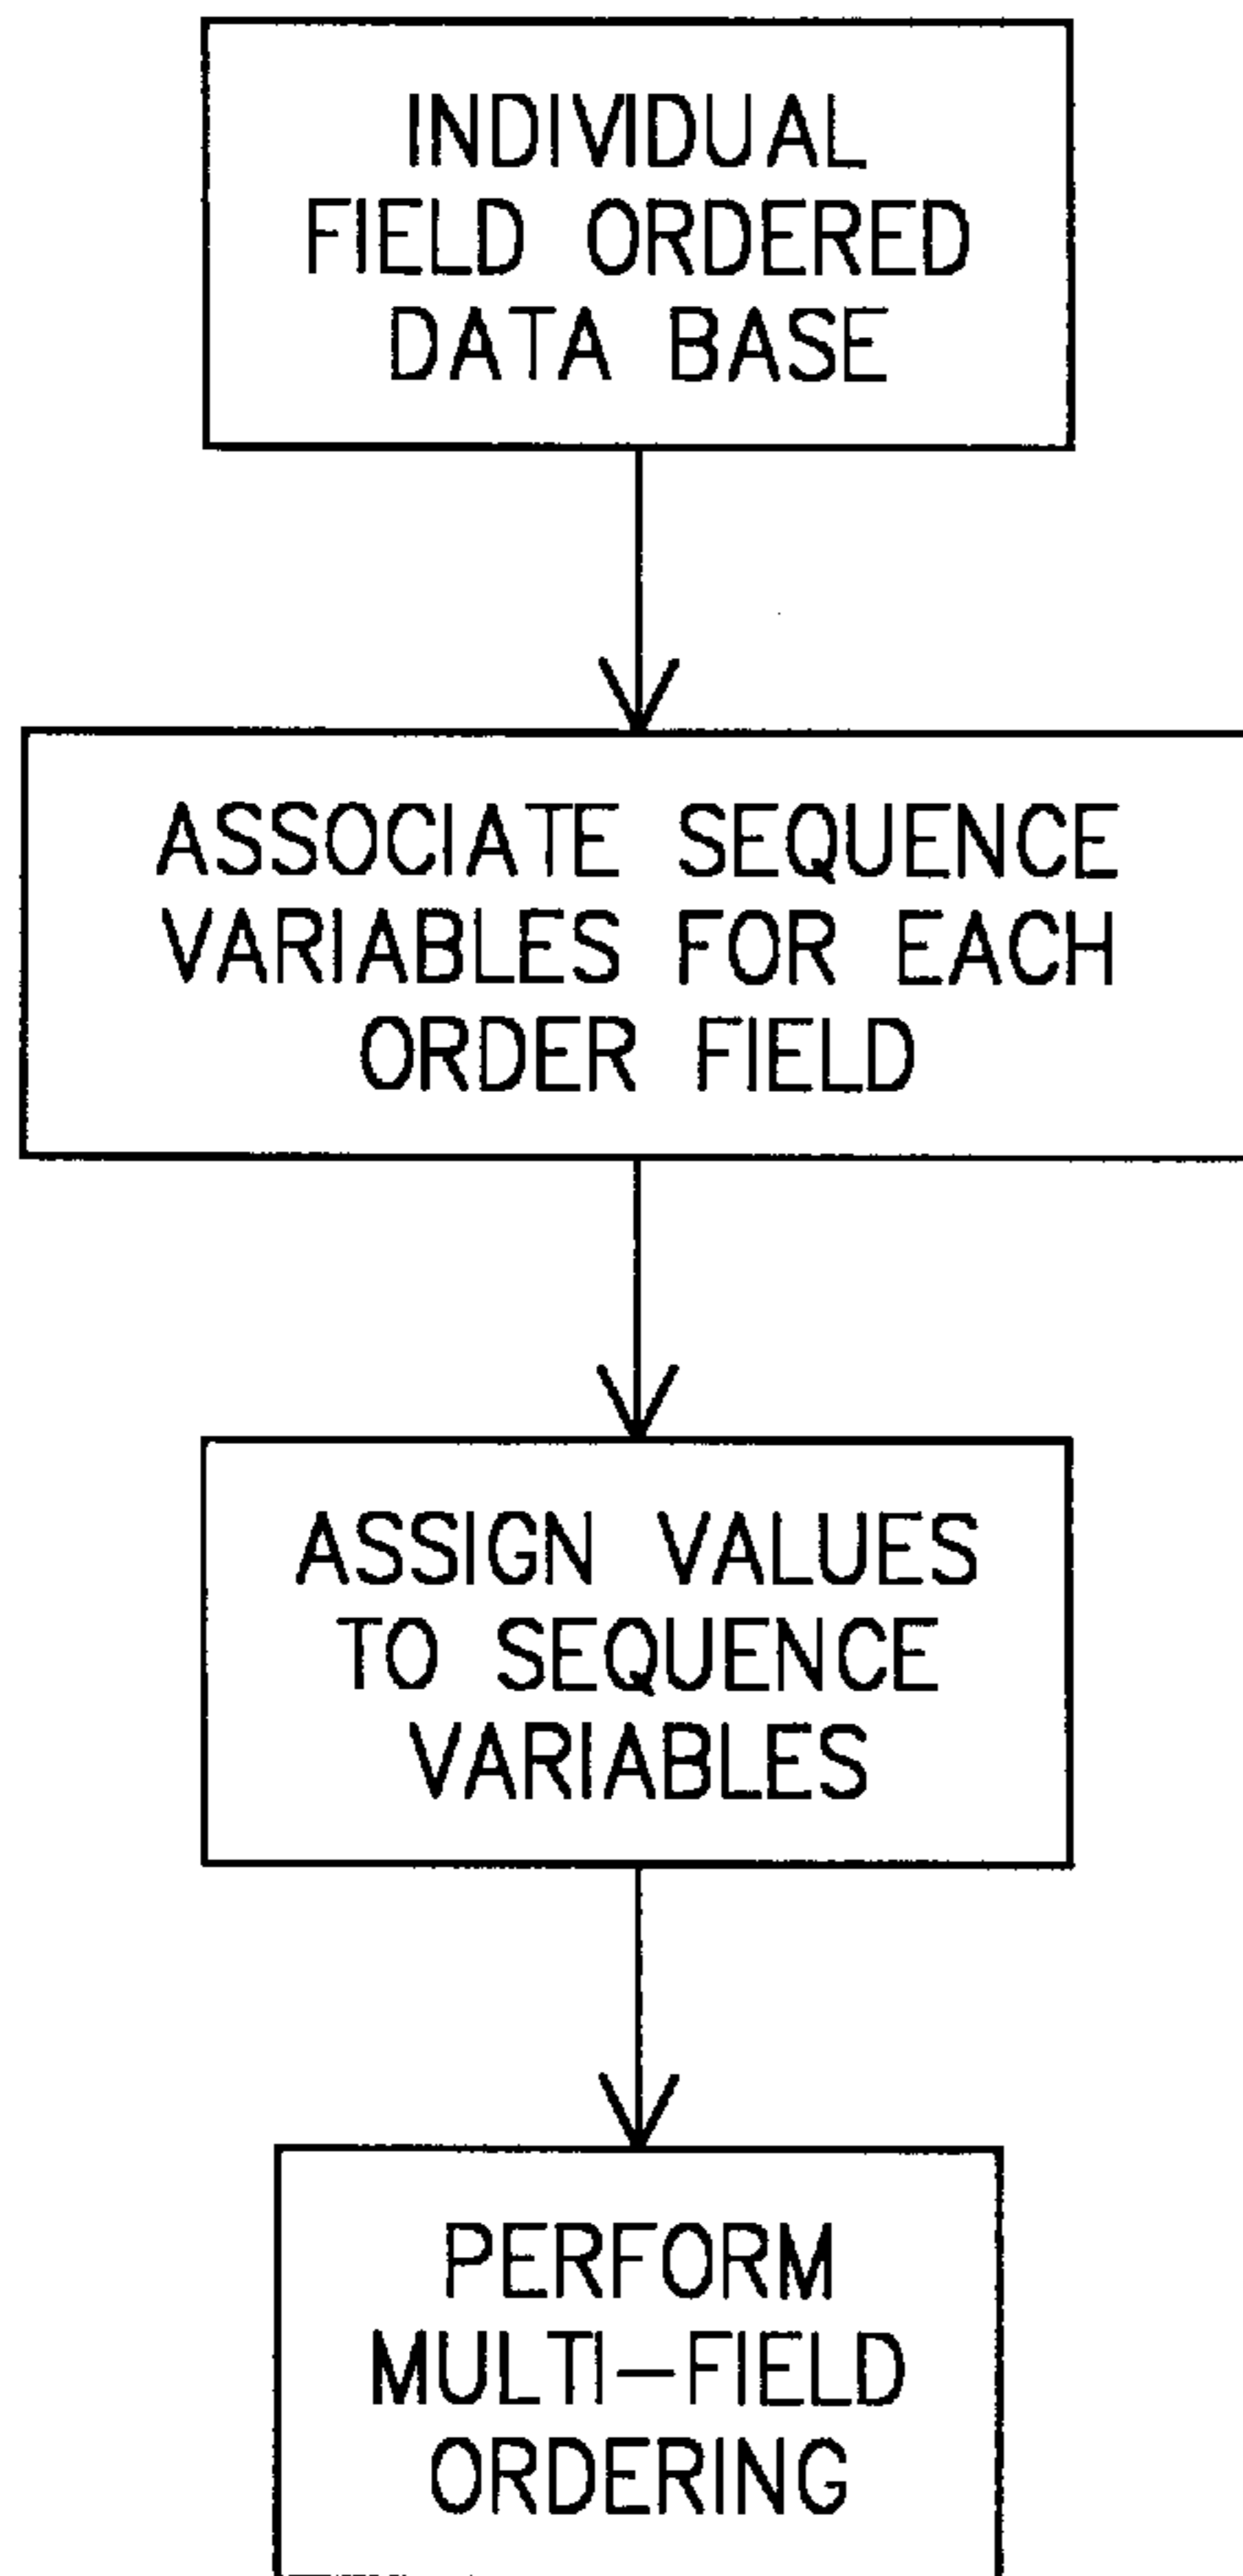 INDIVIDUAL
FIELD ORDERED
DATA BASE
ASSOCIATE SEQUENCE
VARIABLES FOR EACH
ORDER FIELD
ASSIGN VALUES
TO SEQUENCE
VARIABLES
PERFORM
MULTI-FIELD
ORDERING